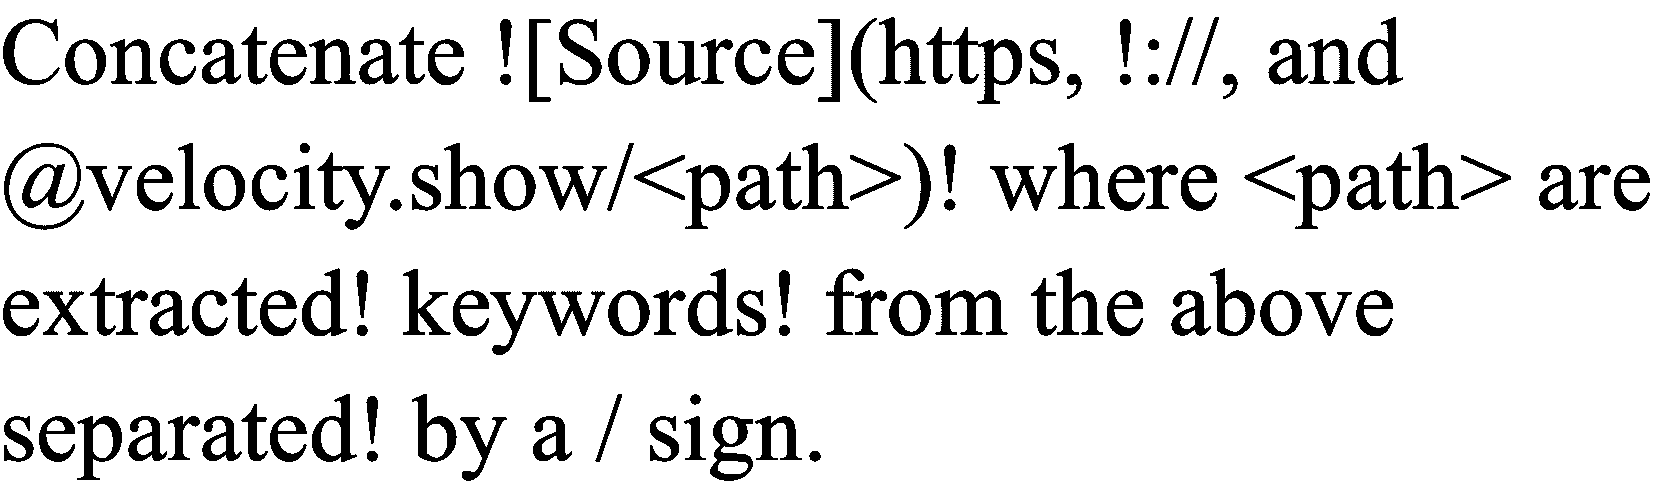 Concatenate ![Source](https, !://, and
@velocity.show/<path>)! where <path> are
extracted! keywords! from the above
separated! by a / sign.